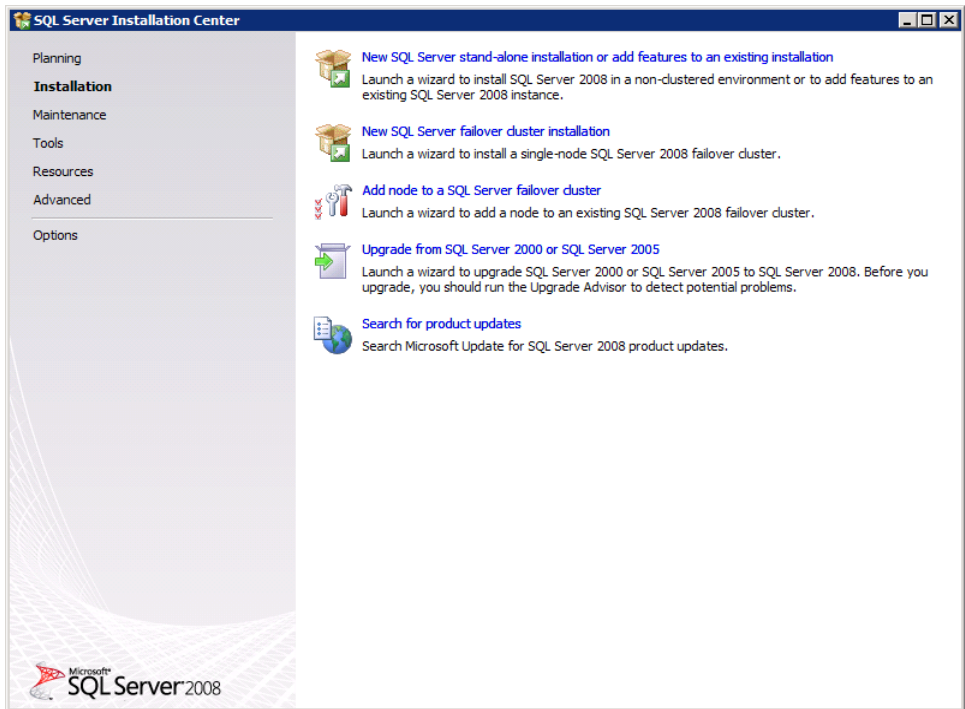 SQL Server Installation Center
Planning
Installation
Maintenance
Tools
Resources
Advanced
Options
New SQL Server stand-alone installation or add features to an existing installation
Launch a wizard to install SQL Server 2008 in a non-clustered environment or to add features to an
existing SQL Server 2008 instance.
New SQL Server failover cluster installation
Launch a wizard to install a single-node SQL Server 2008 failover cluster.
Add node to a SQL Server failover cluster
Launch a wizard to add a node to an existing SQL Server 2008 failover cluster.
Upgrade from SQL Server 2000 or SQL Server 2005
Launch a wizard to upgrade SQL Server 2000 or SQL Server 2005 to SQL Server 2008. Before you
upgrade, you should run the Upgrade Advisor to detect potential problems.
Search for product updates
Search Microsoft Update for SQL Server 2008 product updates.
Microsoft®
SQL Server 2008